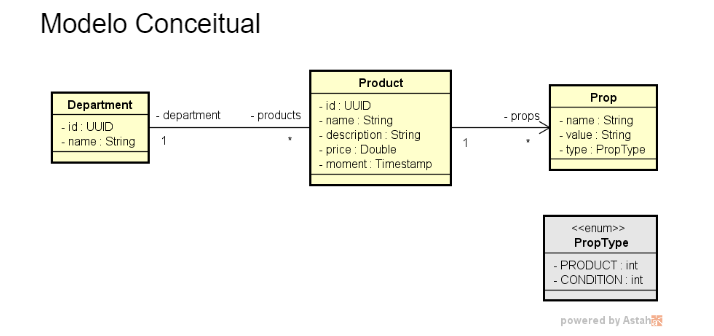 Modelo Conceitual
Department
- id : UUID
- name : String
- department
1
- products
*
Product
- id : UUID
- name : String
- description : String
- price : Double
- moment : Timestamp
1
- props
*
Prop
- name : String
- value : String
- type : PropType
<<enum>>
PropType
- PRODUCT : int
- CONDITION : int
powered by Astah